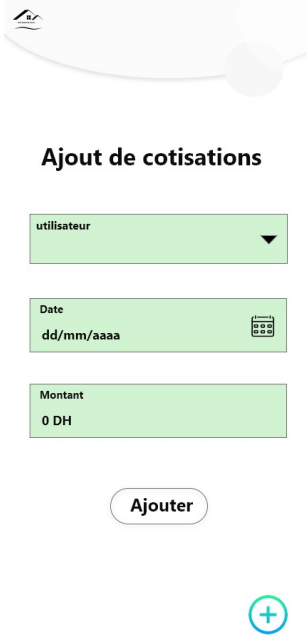 Ajout de cotisations
utilisateur
Date
dd/mm/aaaa
Montant
0 DH
Ajouter